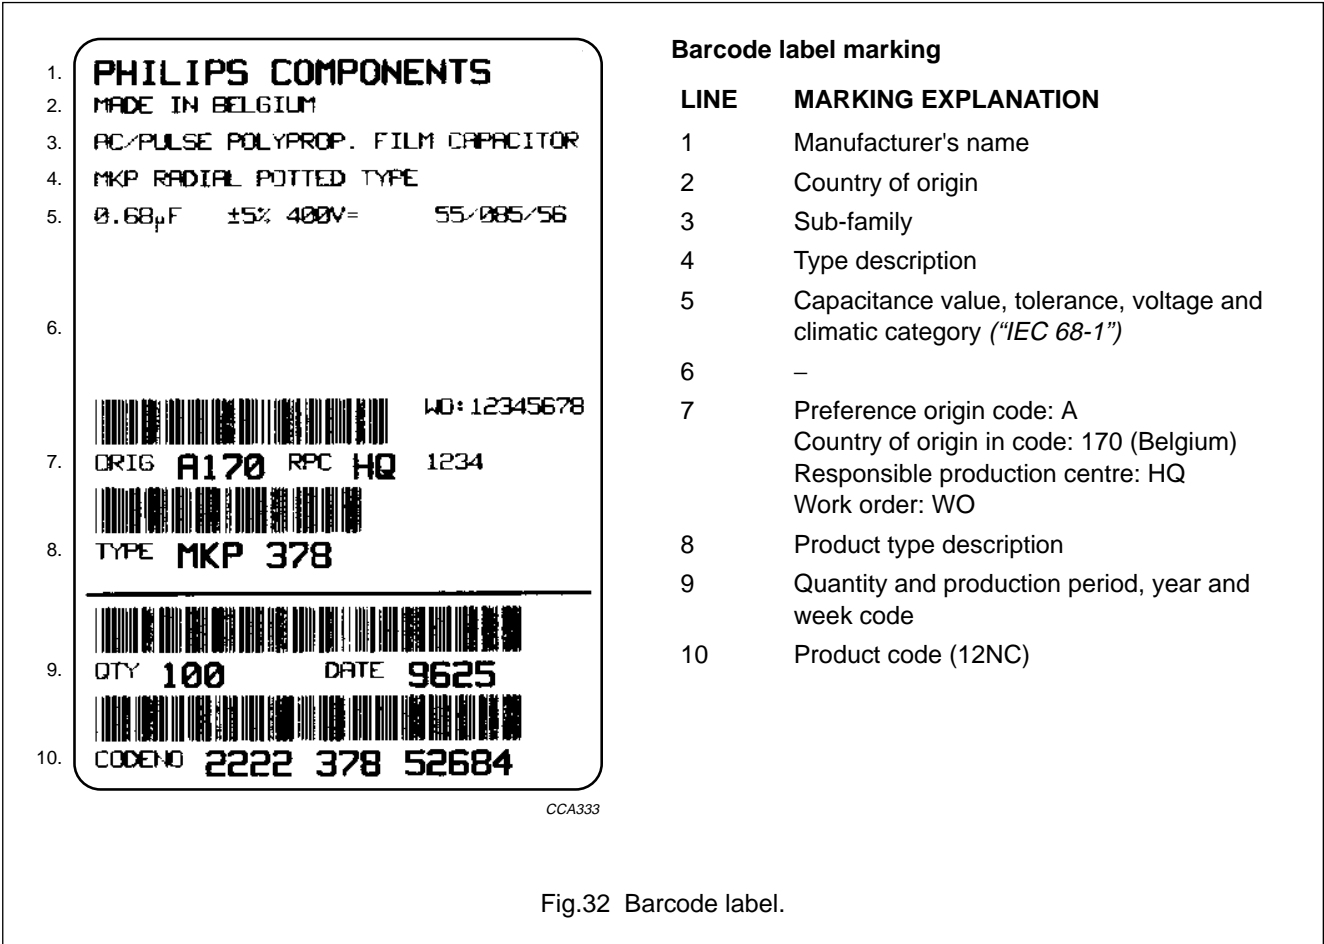 1. PHILIPS COMPONENTS
2. MADE IN BELGIUM
3. AC/PULSE POLYPROP. FILM CAPACITOR
4. MKP RADIAL POTTED TYPE
5. 0.68µF ±5% 400V= 55/085/56
6.
WO:12345678
7. ORIG A170 RPC HQ 1234
8. TYPE MKP 378
9. QTY 100 DATE 9625
10. CODENO 2222 378 52684
CCA333
Barcode label marking
LINE MARKING EXPLANATION
1 Manufacturer's name
2 Country of origin
3 Sub-family
4 Type description
5 Capacitance value, tolerance, voltage and
climatic category (“IEC 68-1”)
6 –
7 Preference origin code: A
Country of origin in code: 170 (Belgium)
Responsible production centre: HQ
Work order: WO
8 Product type description
9 Quantity and production period, year and
week code
10 Product code (12NC)
Fig.32 Barcode label.